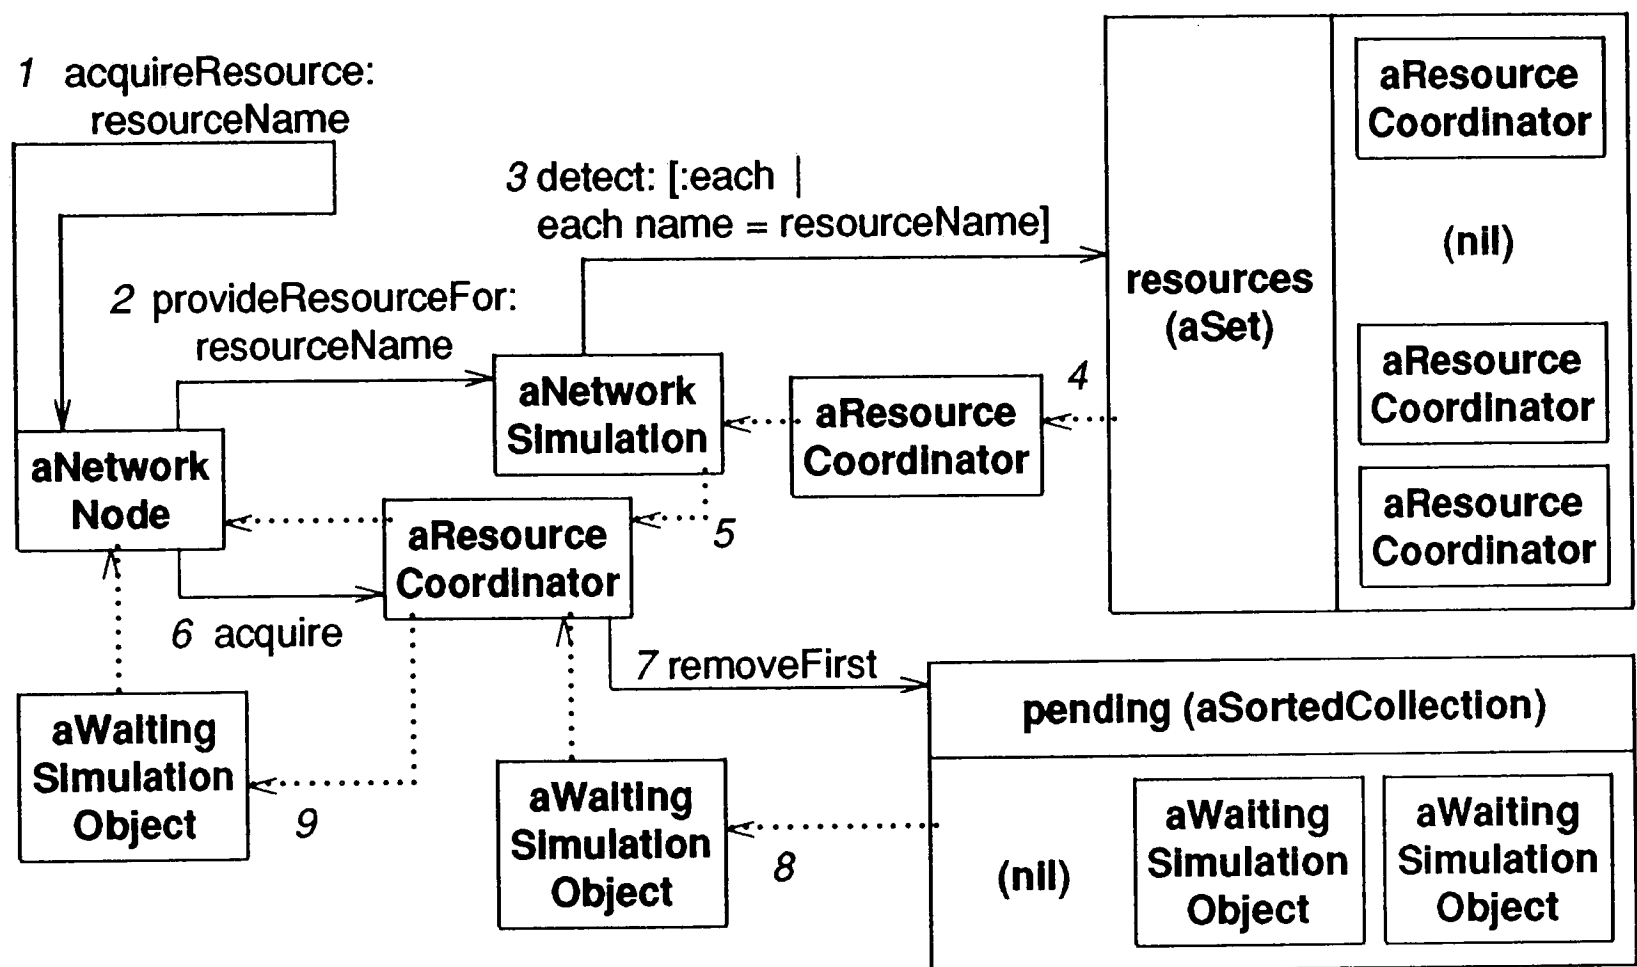 1 acquireResource:
resourceName
3 detect: [:each |
each name = resourceName]
2 provideResourceFor:
resourceName
aNetwork
Node
aNetwork
Simulation
4
aResource
Coordinator
5
aResource
Coordinator
resources
(aSet)
aResource
Coordinator
(nil)
aResource
Coordinator
aResource
Coordinator
6 acquire
7 removeFirst
aWaiting
Simulation
Object
9
aWaiting
Simulation
Object
8
pending (aSortedCollection)
(nil)
aWaiting
Simulation
Object
aWaiting
Simulation
Object